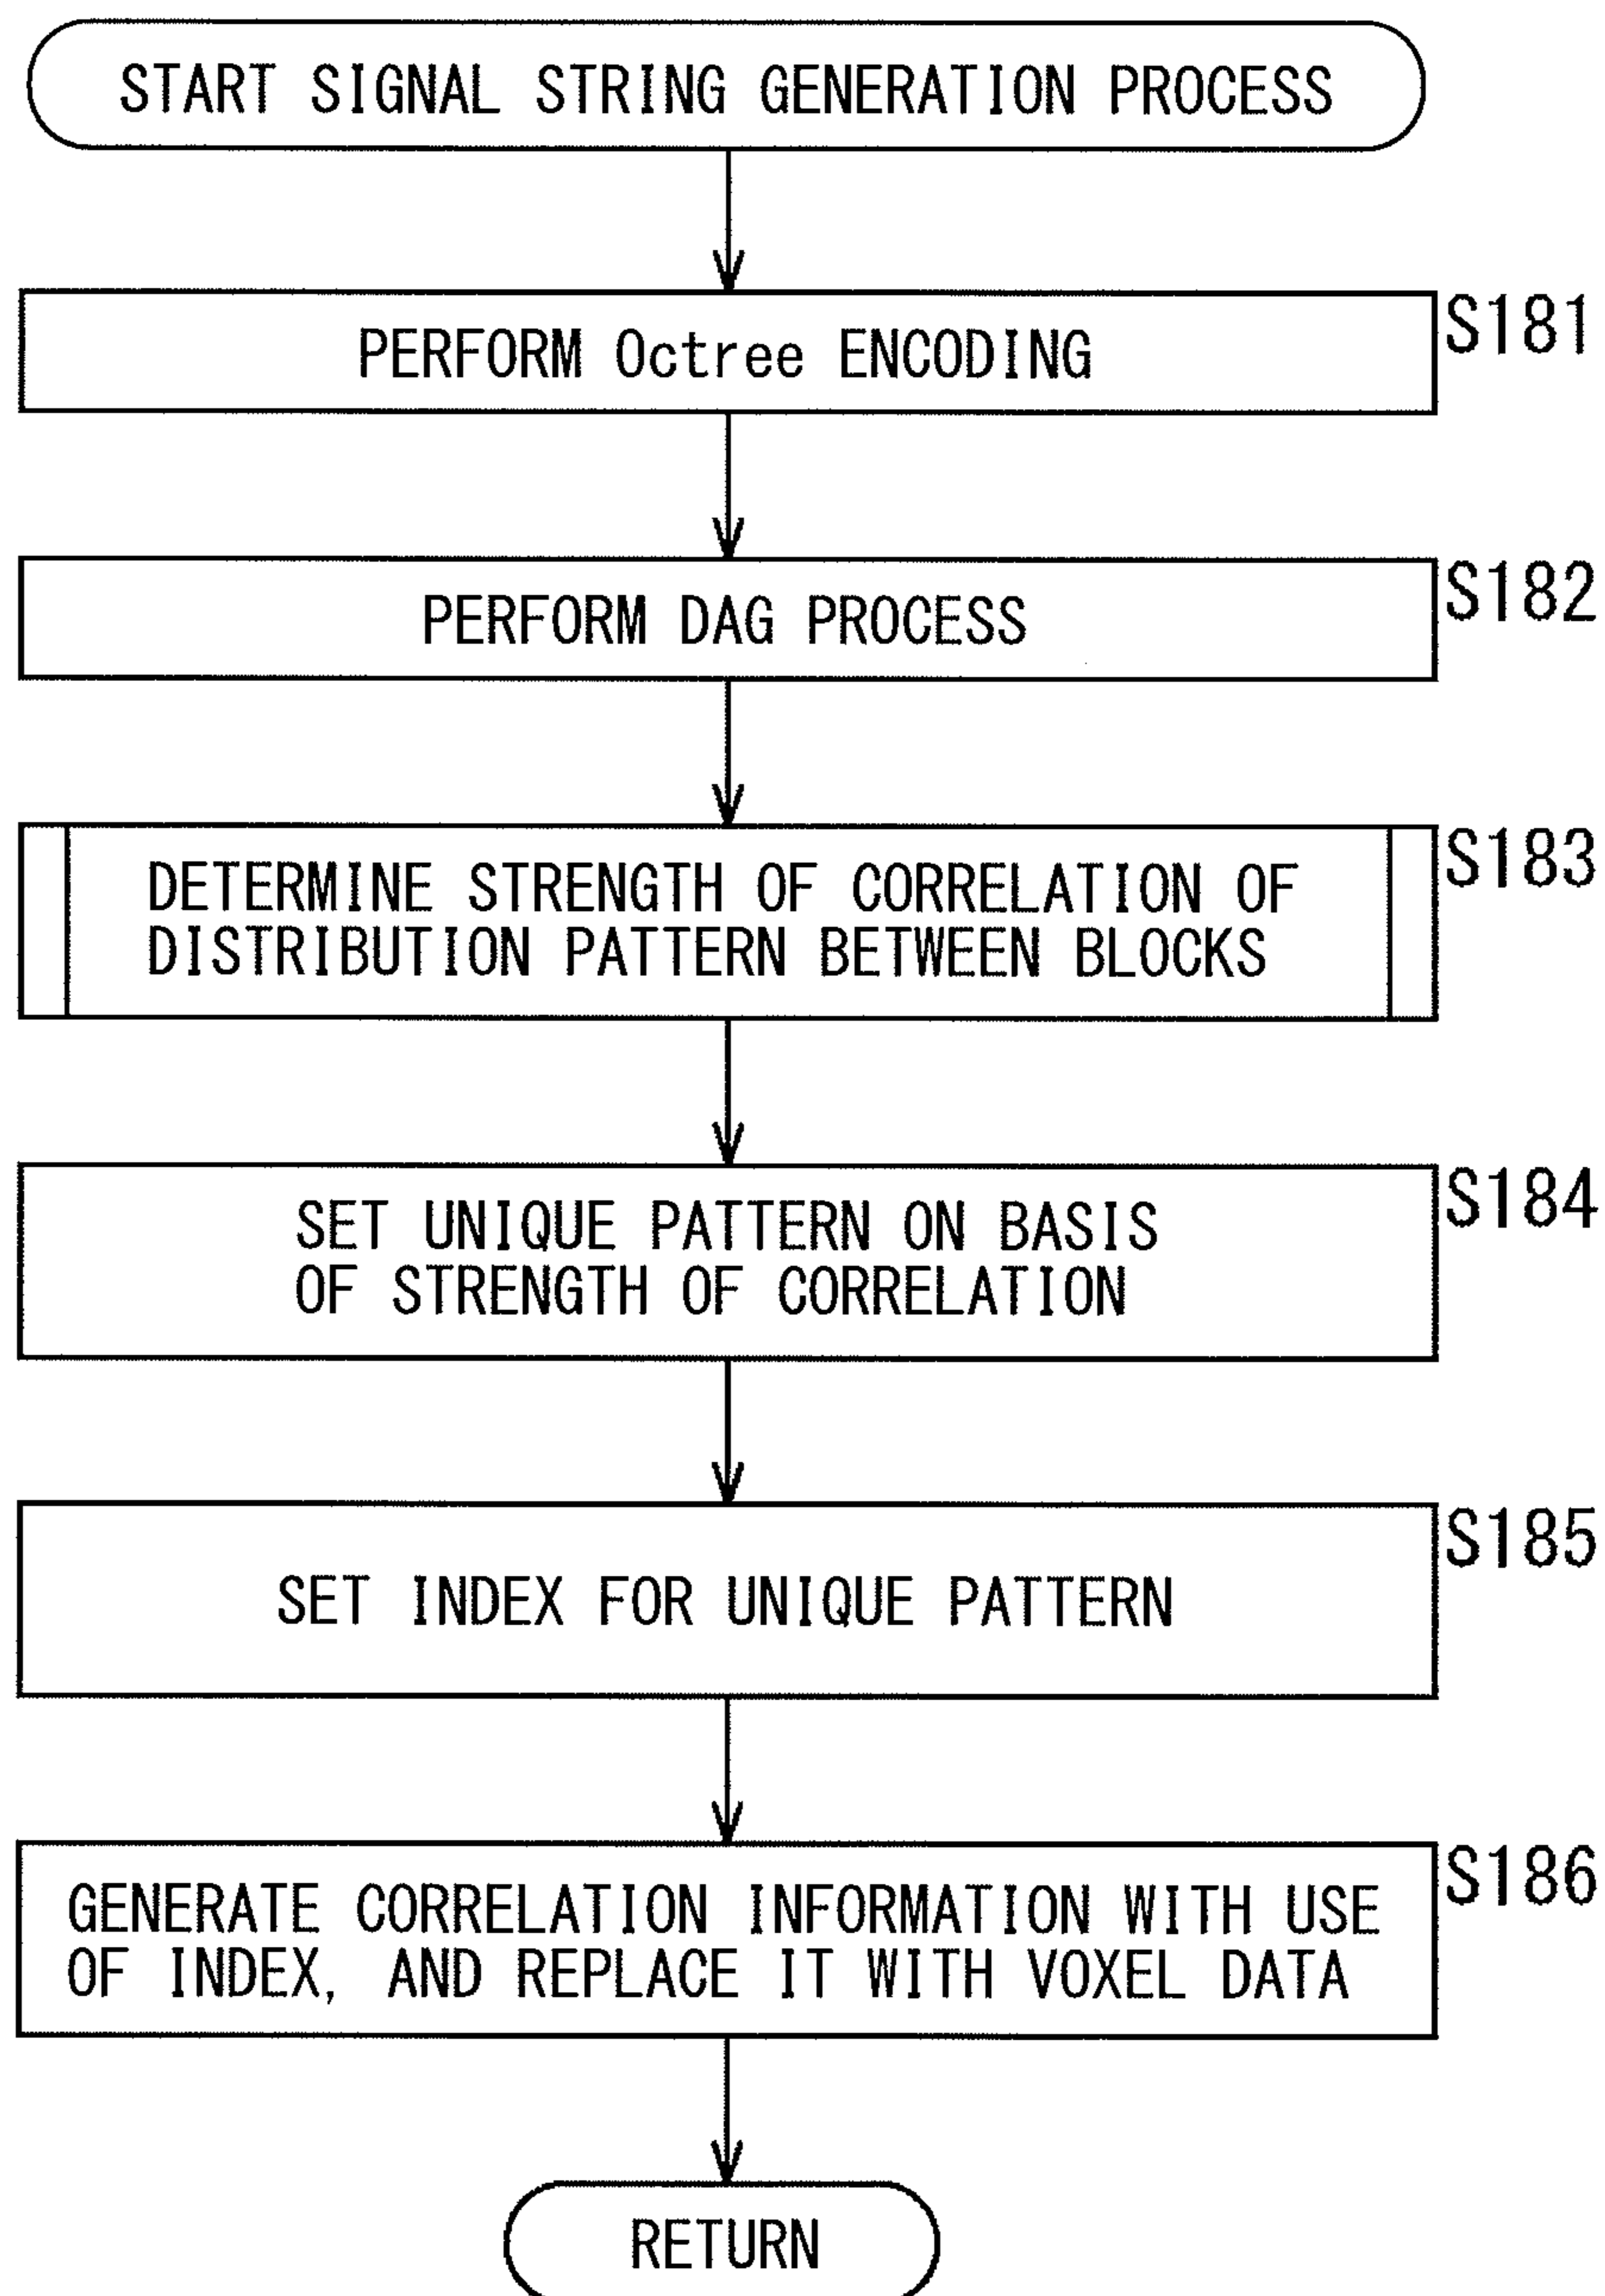 START SIGNAL STRING GENERATION PROCESS
PERFORM Octree ENCODING
S181
PERFORM DAG PROCESS
S182
DETERMINE STRENGTH OF CORRELATION OF
DISTRIBUTION PATTERN BETWEEN BLOCKS
S183
SET UNIQUE PATTERN ON BASIS
OF STRENGTH OF CORRELATION
S184
SET INDEX FOR UNIQUE PATTERN
S185
GENERATE CORRELATION INFORMATION WITH USE
OF INDEX, AND REPLACE IT WITH VOXEL DATA
S186
RETURN